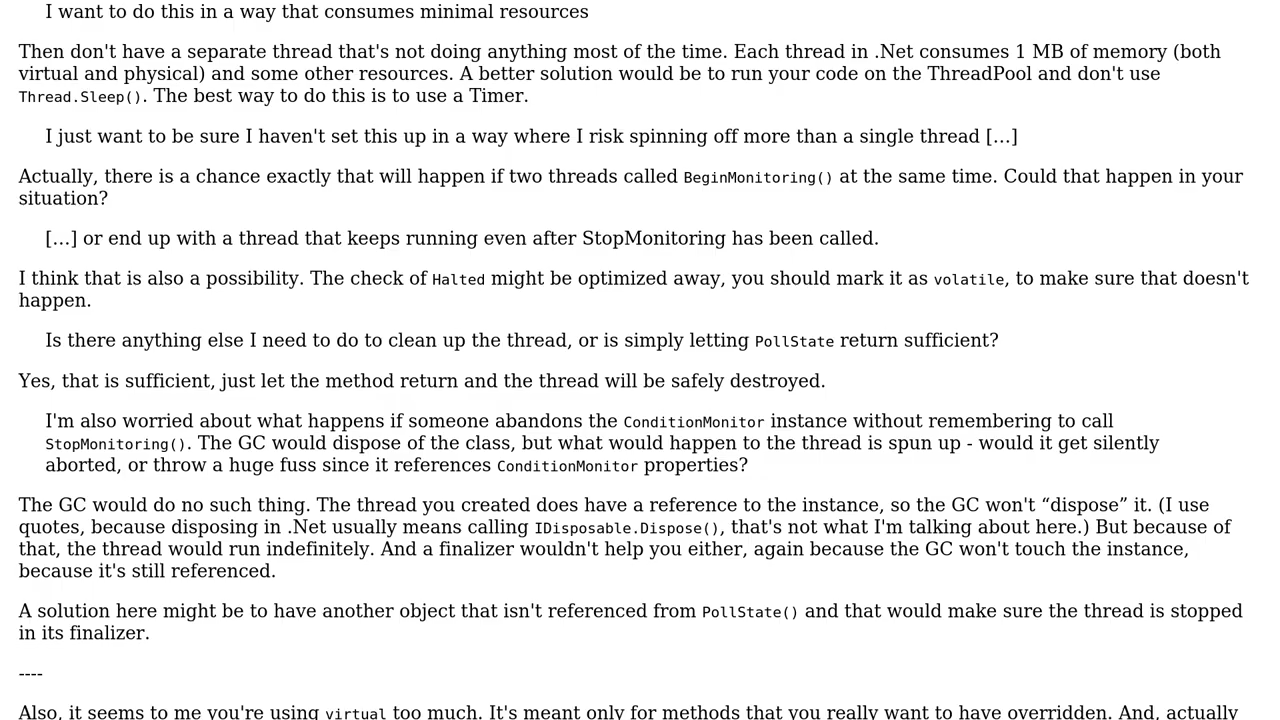 I want to do this in a way that consumes minimal resources
Then don't have a separate thread that's not doing anything most of the time. Each thread in .Net consumes 1 MB of memory (both
virtual and physical) and some other resources. A better solution would be to run your code on the ThreadPool and don't use
Thread.Sleep(). The best way to do this is to use a Timer.
I just want to be sure I haven't set this up in a way where I risk spinning off more than a single thread […]
Actually, there is a chance exactly that will happen if two threads called BeginMonitoring() at the same time. Could that happen in your
situation?
[…] or end up with a thread that keeps running even after StopMonitoring has been called.
I think that is also a possibility. The check of Halted might be optimized away, you should mark it as volatile, to make sure that doesn't
happen.
Is there anything else I need to do to clean up the thread, or is simply letting PollState return sufficient?
Yes, that is sufficient, just let the method return and the thread will be safely destroyed.
I'm also worried about what happens if someone abandons the ConditionMonitor instance without remembering to call
StopMonitoring(). The GC would dispose of the class, but what would happen to the thread is spun up - would it get silently
aborted, or throw a huge fuss since it references ConditionMonitor properties?
The GC would do no such thing. The thread you created does have a reference to the instance, so the GC won't “dispose” it. (I use
quotes, because disposing in .Net usually means calling IDisposable.Dispose(), that's not what I'm talking about here.) But because of
that, the thread would run indefinitely. And a finalizer wouldn't help you either, again because the GC won't touch the instance,
because it's still referenced.
A solution here might be to have another object that isn't referenced from PollState() and that would make sure the thread is stopped
in its finalizer.
----
Also, it seems to me you're using virtual too much. It's meant only for methods that you really want to have overridden. And, actually